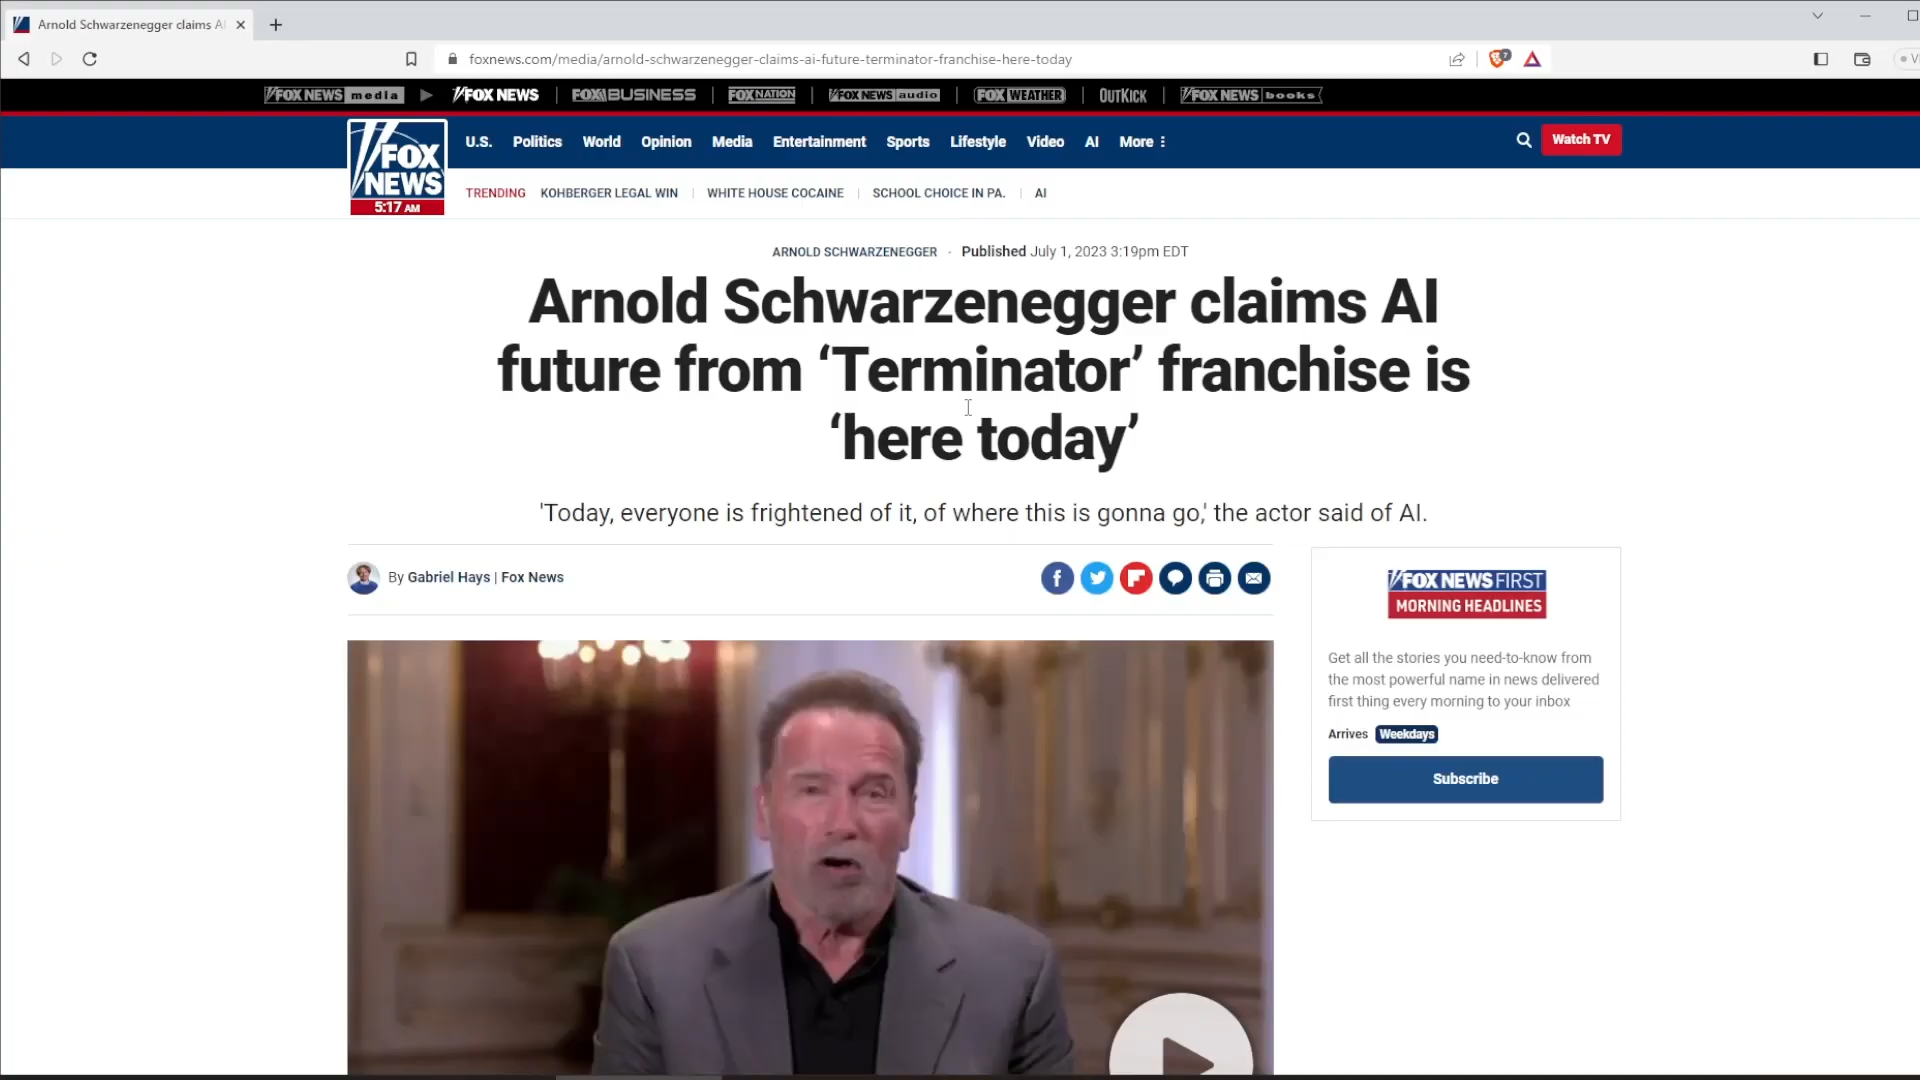 Arnold Schwarzenegger claims A
foxnews.com/media/arnold-schwarzenegger-claims-ai-future-terminator-franchise-here-today
7
FOX NEWS media
FOX NEWS
FOX BUSINESS
FOX NATION
FOX NEWS audio
FOX WEATHER
OUTKICK
FOX NEWS books
FOX NEWS
5:17 AM
U.S. Politics World Opinion Media Entertainment Sports Lifestyle Video AI More
Watch TV
TRENDING KOHBERGER LEGAL WIN WHITE HOUSE COCAINE SCHOOL CHOICE IN PA. AI
ARNOLD SCHWARZENEGGER · Published July 1, 2023 3:19pm EDT
Arnold Schwarzenegger claims AI
future from ‘Terminator’ franchise is
‘here today’
'Today, everyone is frightened of it, of where this is gonna go,' the actor said of AI.
By Gabriel Hays | Fox News
FOX NEWS FIRST
MORNING HEADLINES
Get all the stories you need-to-know from
the most powerful name in news delivered
first thing every morning to your inbox
Arrives Weekdays
Subscribe